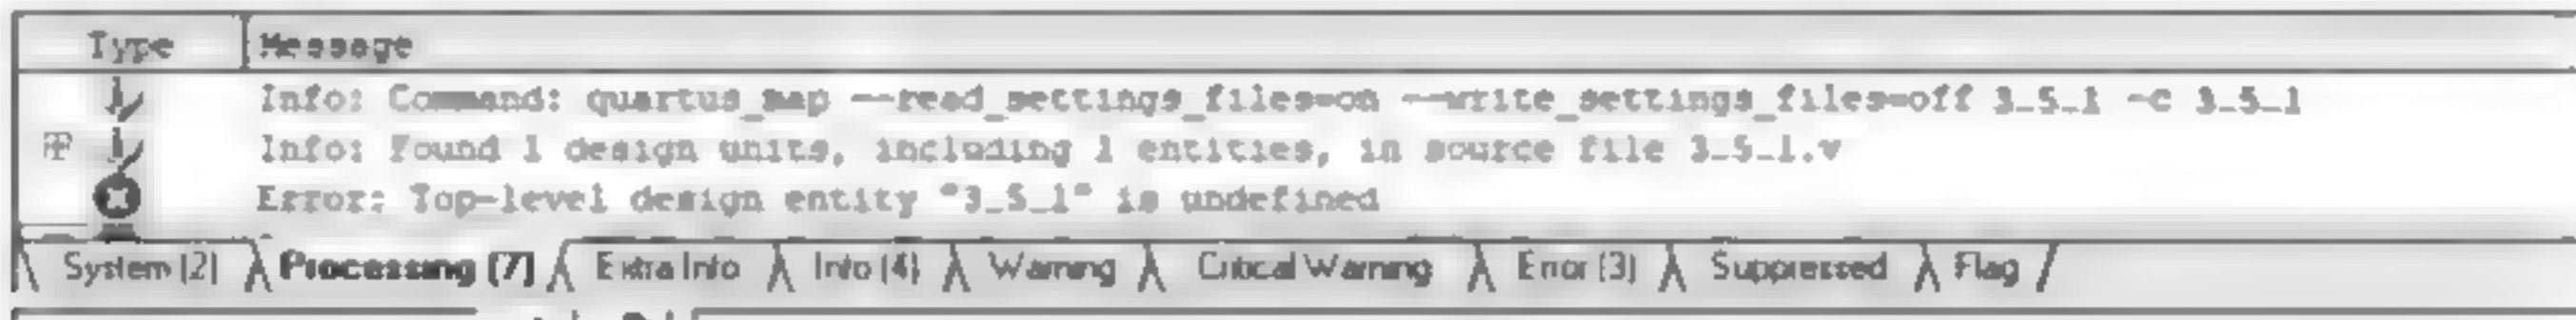 Type Message
Info: Command: quartus_map --read_settings_files=on --write_settings_files=off 3_5_1 -c 3_5_1
Info: Found 1 design units, including 1 entities, in source file 3_5_1.v
Error: Top-level design entity "3_5_1" is undefined
System (2) Processing (7) Extra Info Info (4) Warning Critical Warning Error (3) Suppressed Flag